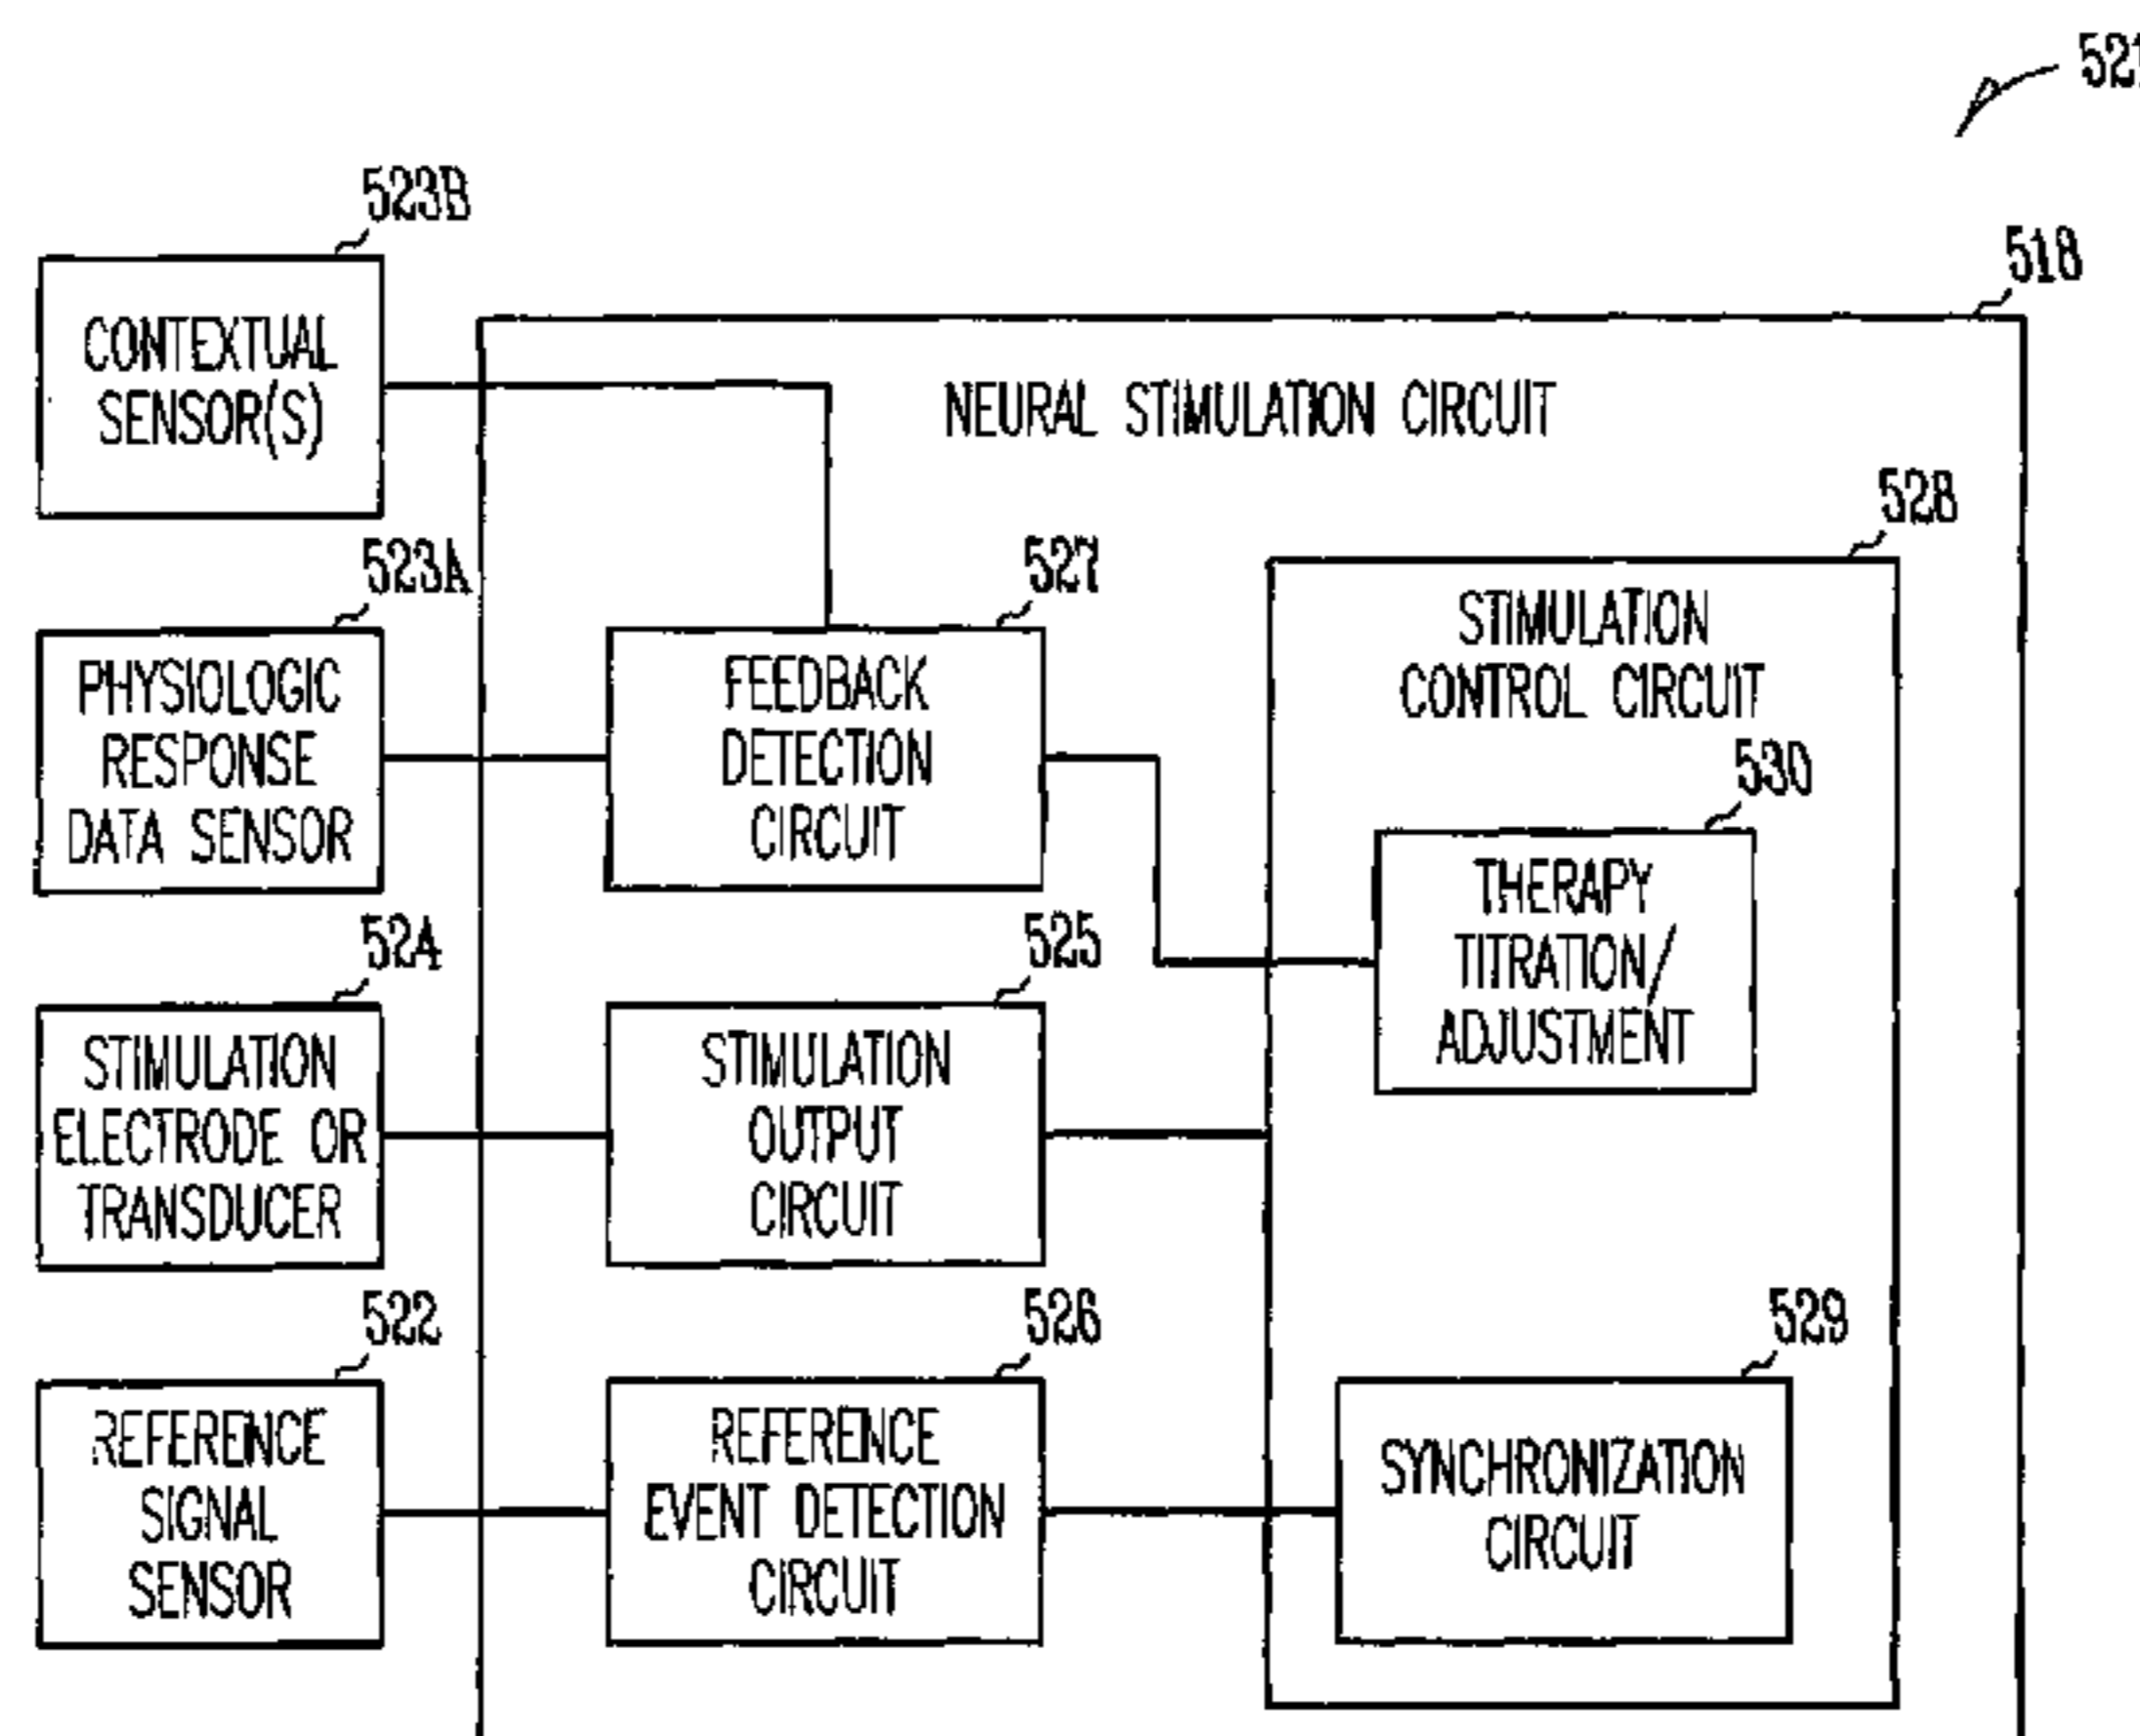 521
523B
518
CONTEXTUAL
SENSOR(S)
NEURAL STIMULATION CIRCUIT
528
523A
527
STIMULATION
CONTROL CIRCUIT
PHYSIOLOGIC
RESPONSE
DATA SENSOR
FEEDBACK
DETECTION
CIRCUIT
530
THERAPY
TITRATION/
ADJUSTMENT
524
525
STIMULATION
ELECTRODE OR
TRANSDUCER
STIMULATION
OUTPUT
CIRCUIT
522
526
529
REFERENCE
SIGNAL
SENSOR
REFERENCE
EVENT DETECTION
CIRCUIT
SYNCHRONIZATION
CIRCUIT